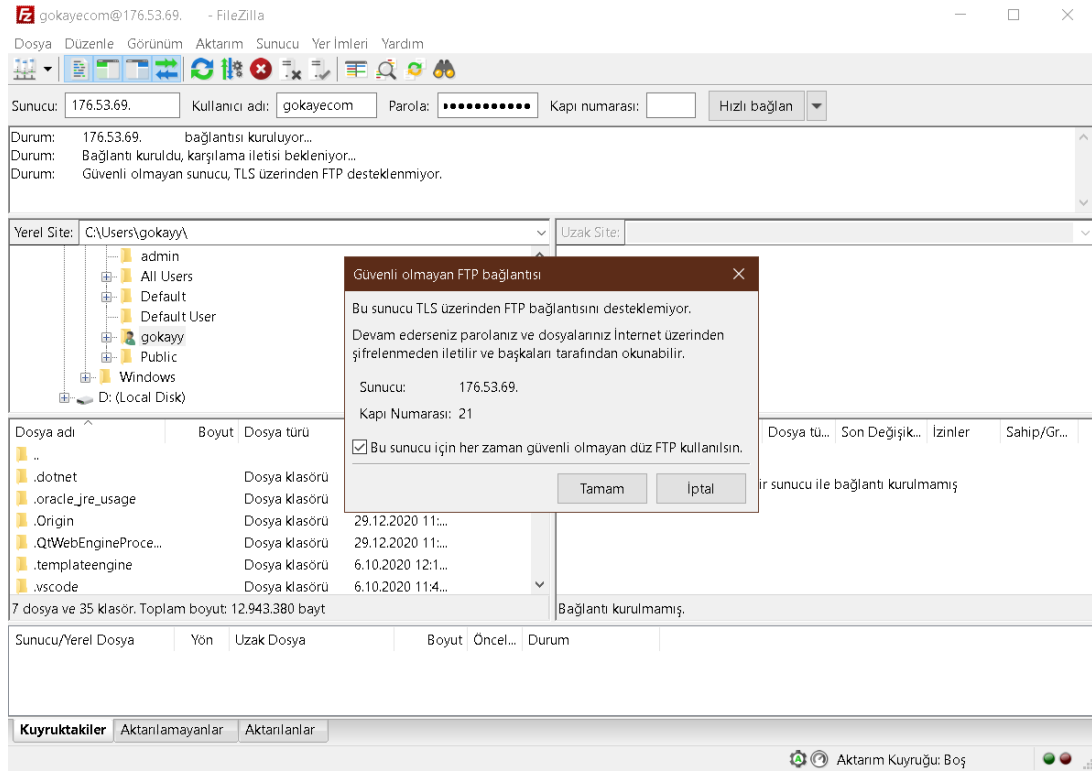 gokayecom@176.53.69. - FileZilla
Dosya Düzenle Görünüm Aktarım Sunucu Yer İmleri Yardım
Sunucu: 176.53.69. Kullanıcı adı: gokayecom Parola: ●●●●●●●●●●● Kapı numarası: Hızlı bağlan
Durum: 176.53.69. bağlantısı kuruluyor...
Durum: Bağlantı kuruldu, karşılama iletisi bekleniyor...
Durum: Güvenli olmayan sunucu, TLS üzerinden FTP desteklenmiyor.
Yerel Site: C:\Users\gokayy\
Uzak Site:
admin
All Users
Default
Default User
gokayy
Public
Windows
D: (Local Disk)
Güvenli olmayan FTP bağlantısı
Bu sunucu TLS üzerinden FTP bağlantısını desteklemiyor.
Devam ederseniz parolanız ve dosyalarınız İnternet üzerinden
şifrelenmeden iletilir ve başkaları tarafından okunabilir.
Sunucu: 176.53.69.
Kapı Numarası: 21
Bu sunucu için her zaman güvenli olmayan düz FTP kullanılsın.
Tamam İptal
Dosya adı Boyut Dosya türü
..
.dotnet Dosya klasörü
.oracle_jre_usage Dosya klasörü
.Origin Dosya klasörü 29.12.2020 11:...
.QtWebEngineProce... Dosya klasörü 29.12.2020 11:...
.templateengine Dosya klasörü 6.10.2020 12:1...
.vscode Dosya klasörü 6.10.2020 11:4...
7 dosya ve 35 klasör. Toplam boyut: 12.943.380 bayt
Dosya tü... Son Değişik... İzinler Sahip/Gr...
ir sunucu ile bağlantı kurulmamış
Bağlantı kurulmamış.
Sunucu/Yerel Dosya Yön Uzak Dosya Boyut Öncel... Durum
Kuyruktakiler Aktarılamayanlar Aktarılanlar
Aktarım Kuyruğu: Boş